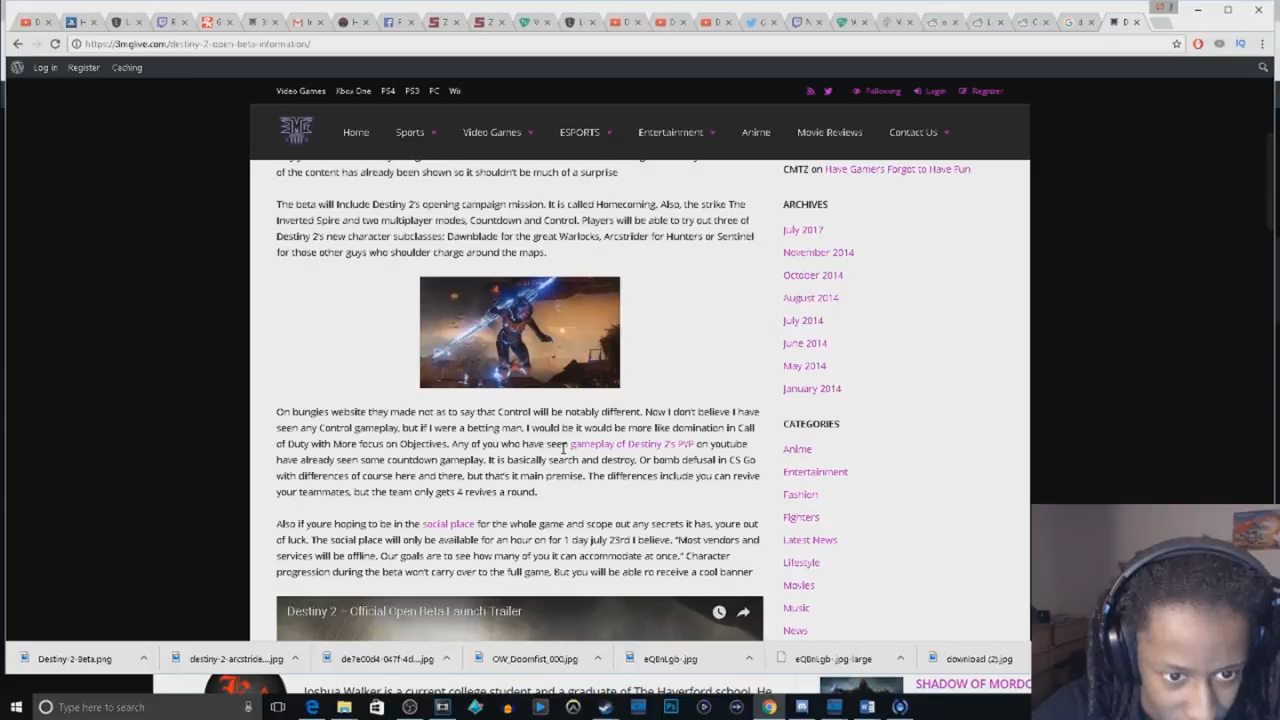 https://3mglive.com/destiny-2-open-beta-information/
Log in Register Caching
Video Games Xbox One PS4 PS3 PC Wii
Following Login Register
Home Sports Video Games ESPORTS Entertainment Anime Movie Reviews Contact Us
of the content has already been shown so it shouldn't be much of a surprise
The beta will Include Destiny 2's opening campaign mission. It is called Homecoming. Also, the strike The
Inverted Spire and two multiplayer modes, Countdown and Control. Players will be able to try out three of
Destiny 2's new character subclasses: Dawnblade for the great Warlocks, Arcstrider for Hunters or Sentinel
for those other guys who shoulder charge around the maps.
On bungies website they made not as to say that Control will be notably different. Now I don't believe I have
seen any Control gameplay, but if I were a betting man, I would be it would be more like domination in Call
of Duty with More focus on Objectives. Any of you who have seen gameplay of Destiny 2's PVP on youtube
have already seen some countdown gameplay. It is basically search and destroy, Or bomb defusal in CS Go
with differences of course here and there, but that's it main premise. The differences include you can revive
your teammates, but the team only gets 4 revives a round.
Also if youre hoping to be in the social place for the whole game and scope out any secrets it has, youre out
of luck. The social place will only be available for an hour on for 1 day july 23rd I believe. "Most vendors and
services will be offline. Our goals are to see how many of you it can accommodate at once." Character
progression during the beta won't carry over to the full game, But you will be able ro receive a cool banner
Destiny 2 – Official Open Beta Launch Trailer
CMTZ on Have Gamers Forgot to Have Fun
ARCHIVES
July 2017
November 2014
October 2014
August 2014
July 2014
June 2014
May 2014
January 2014
CATEGORIES
Anime
Entertainment
Fashion
Fighters
Latest News
Lifestyle
Movies
Music
News
Destiny-2-Beta.png
destiny-2-arcstride...jpg
de7e00d4-047f-4d...jpg
OW_Doomfist_000.jpg
eQBnLgb-.jpg
eQBnLgb-.jpg-large
download (2).jpg
Joshua Walker is a current college student and a graduate of The Haverford school. He
SHADOW OF MORDO
Type here to search